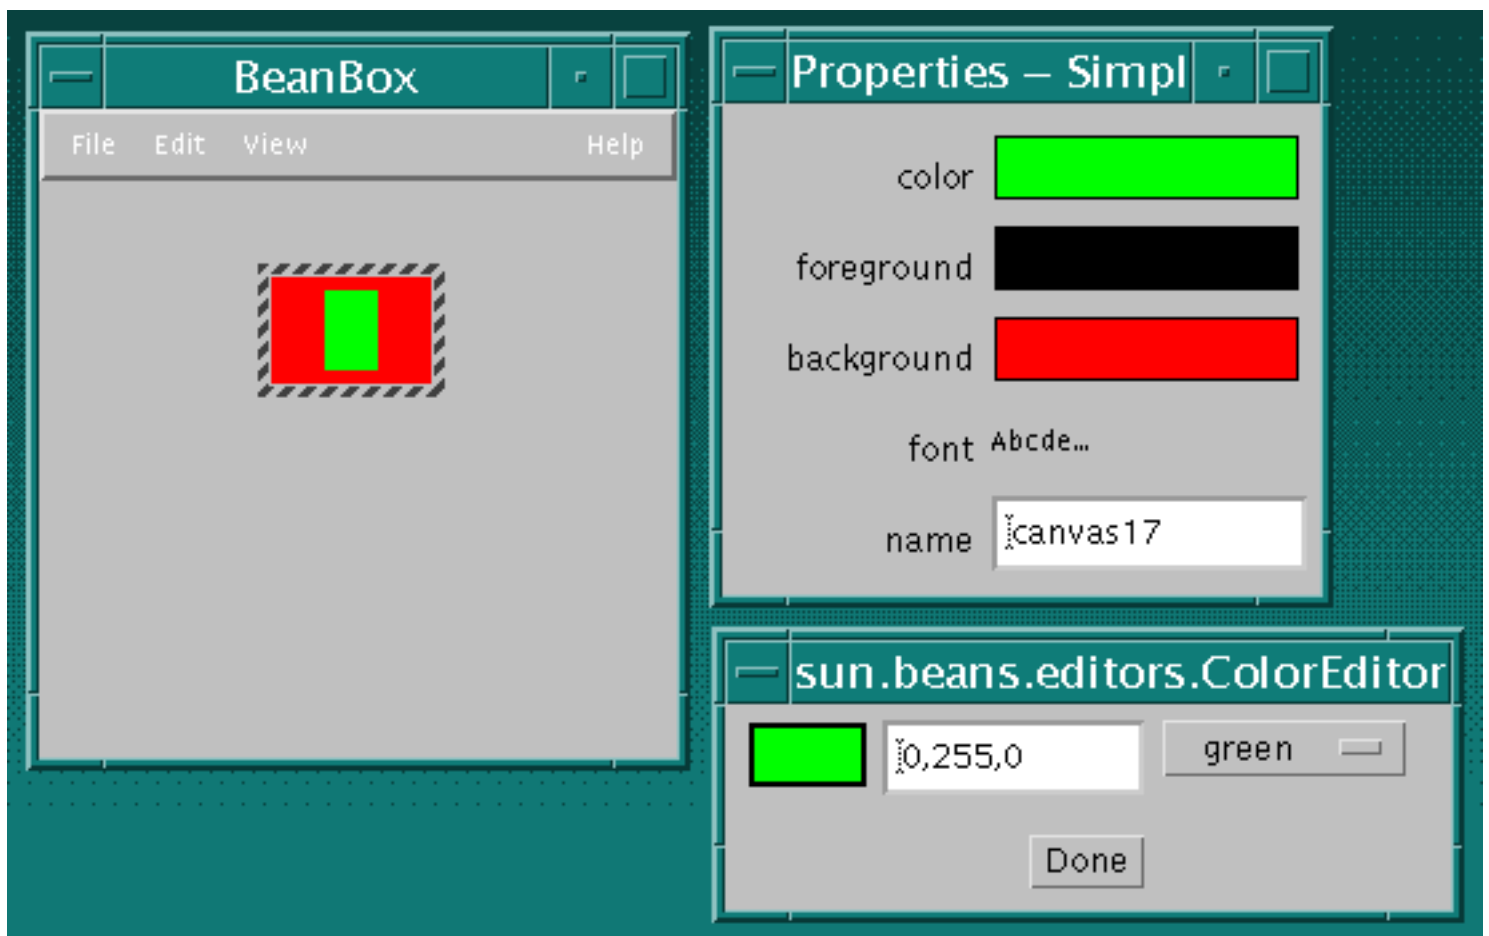 BeanBox
File Edit View Help
Properties – Simpl
color
foreground
background
font Abcde...
name canvas17
sun.beans.editors.ColorEditor
0,255,0 green
Done